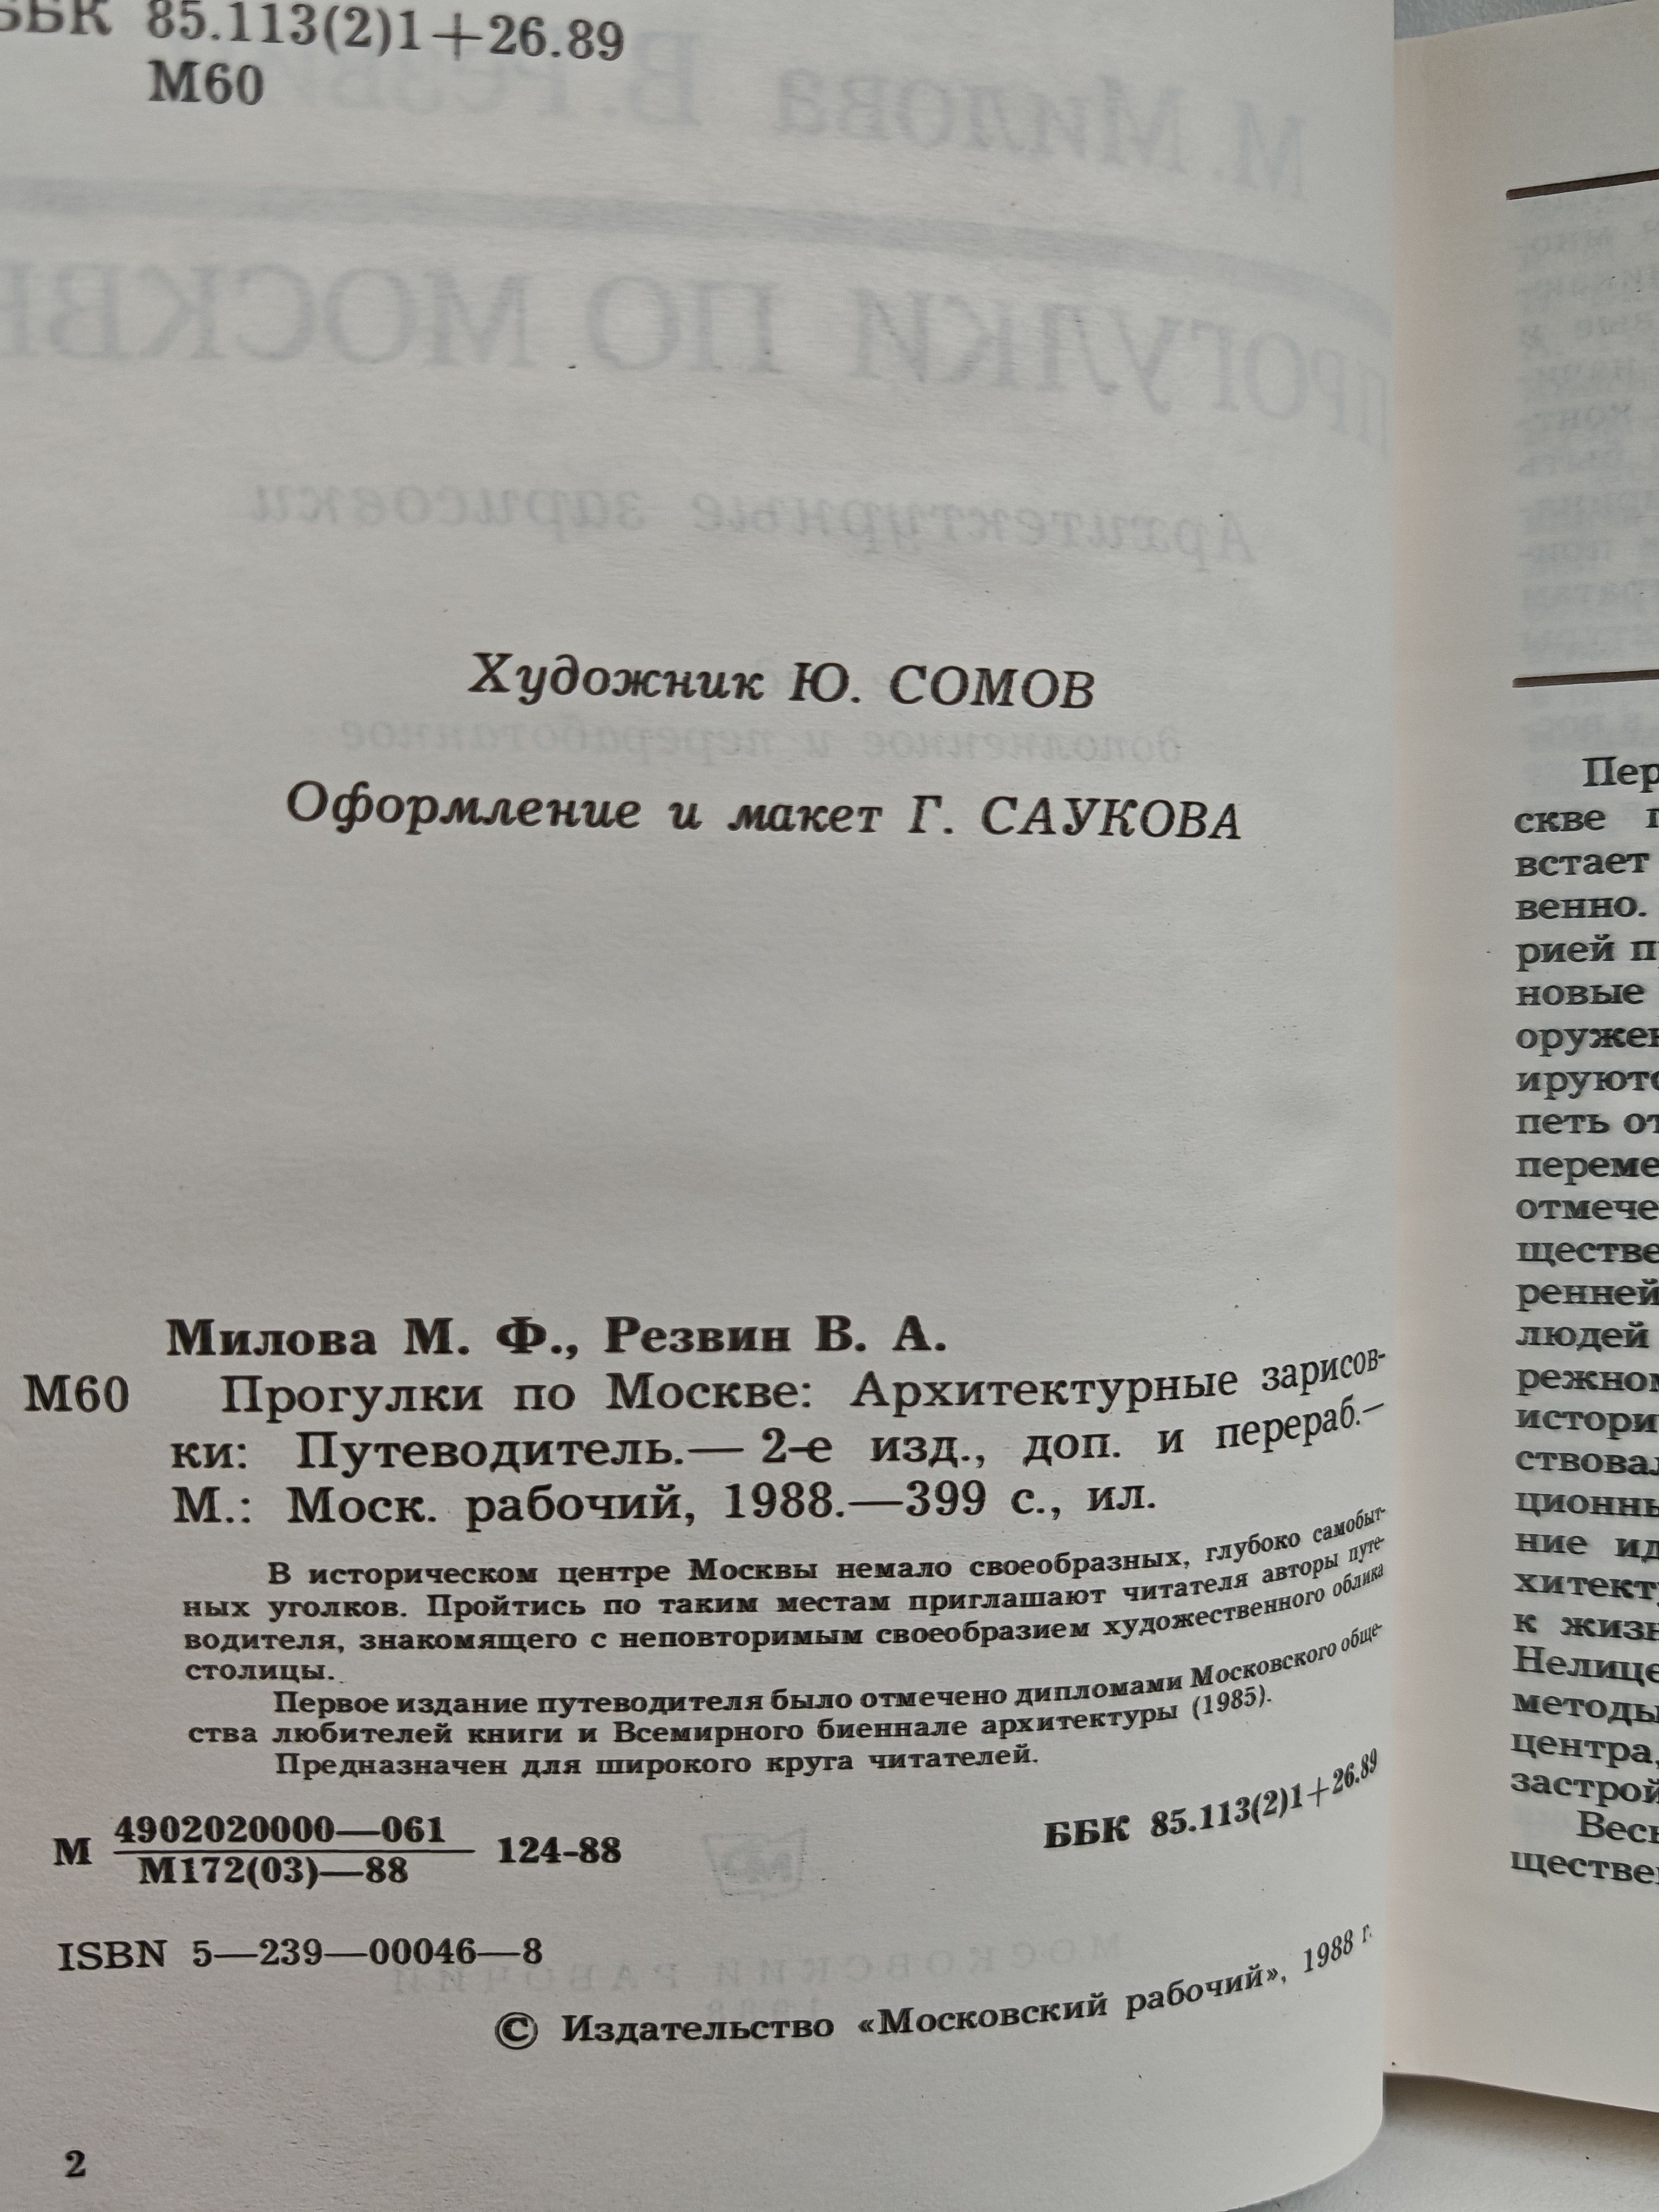 ББК 85.113(2)1+26.89
М60
Художник Ю. СОМОВ
Оформление и макет Г. САУКОВА
Милова М. Ф., Резвин В. А.
М60 Прогулки по Москве: Архитектурные зарисов-
ки: Путеводитель.— 2-е изд., доп. и перераб.—
М.: Моск. рабочий, 1988.—399 с., ил.
В историческом центре Москвы немало своеобразных, глубоко самобыт-
ных уголков. Пройтись по таким местам приглашают читателя авторы путе-
водителя, знакомящего с неповторимым своеобразием художественного облика
столицы.
Первое издание путеводителя было отмечено дипломами Московского обще-
ства любителей книги и Всемирного биеннале архитектуры (1985).
Предназначен для широкого круга читателей.
М 4902020000—061 124-88
М172(03)—88
ББК 85.113(2)1+26.89
ISBN 5—239—00046—8
© Издательство «Московский рабочий», 1988 г.
2
Пер
скве
встает
венно.
рией п
новые
оружен
ируютс
петь от
переме
отмече
ществе
ренней
людей
режном
истори
ствовал
ционны
ние ид
хитекту
к жизн
Нелице
методы
центра,
застрой
Весь
ществен